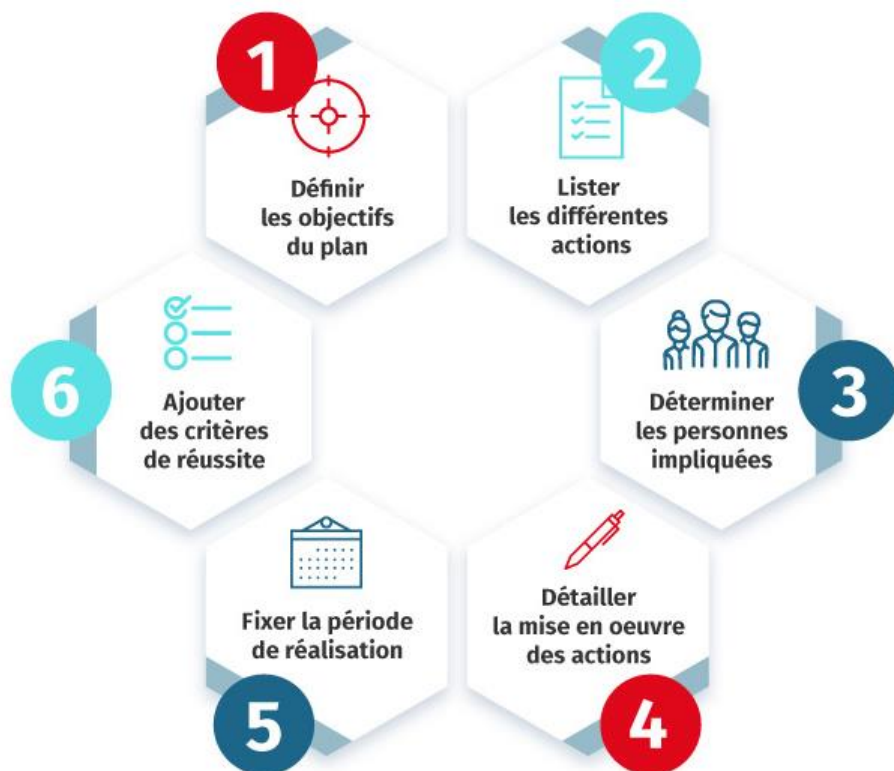 1
Définir
les objectifs
du plan
2
Lister
les différentes
actions
3
Déterminer
les personnes
impliquées
4
Détailler
la mise en oeuvre
des actions
5
Fixer la période
de réalisation
6
Ajouter
des critères
de réussite